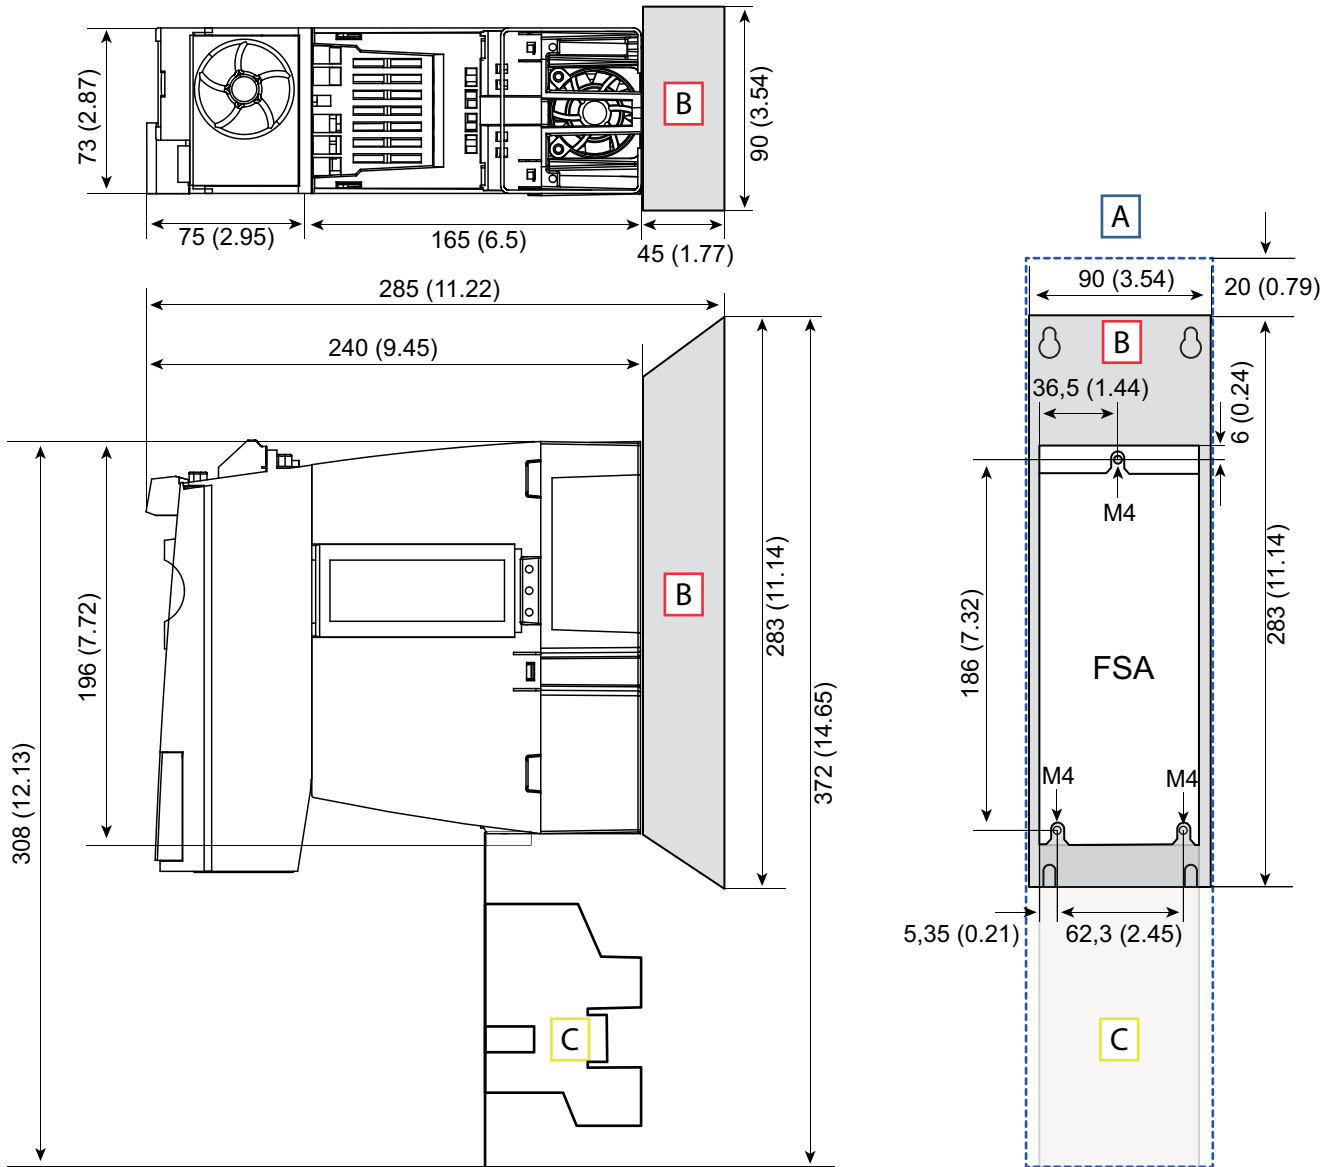 73 (2.87)
B
90 (3.54)
75 (2.95)
165 (6.5)
45 (1.77)
285 (11.22)
240 (9.45)
196 (7.72)
308 (12.13)
B
283 (11.14)
372 (14.65)
C
A
90 (3.54)
20 (0.79)
B
36,5 (1.44)
6 (0.24)
M4
186 (7.32)
283 (11.14)
FSA
M4
M4
5,35 (0.21)
62,3 (2.45)
C